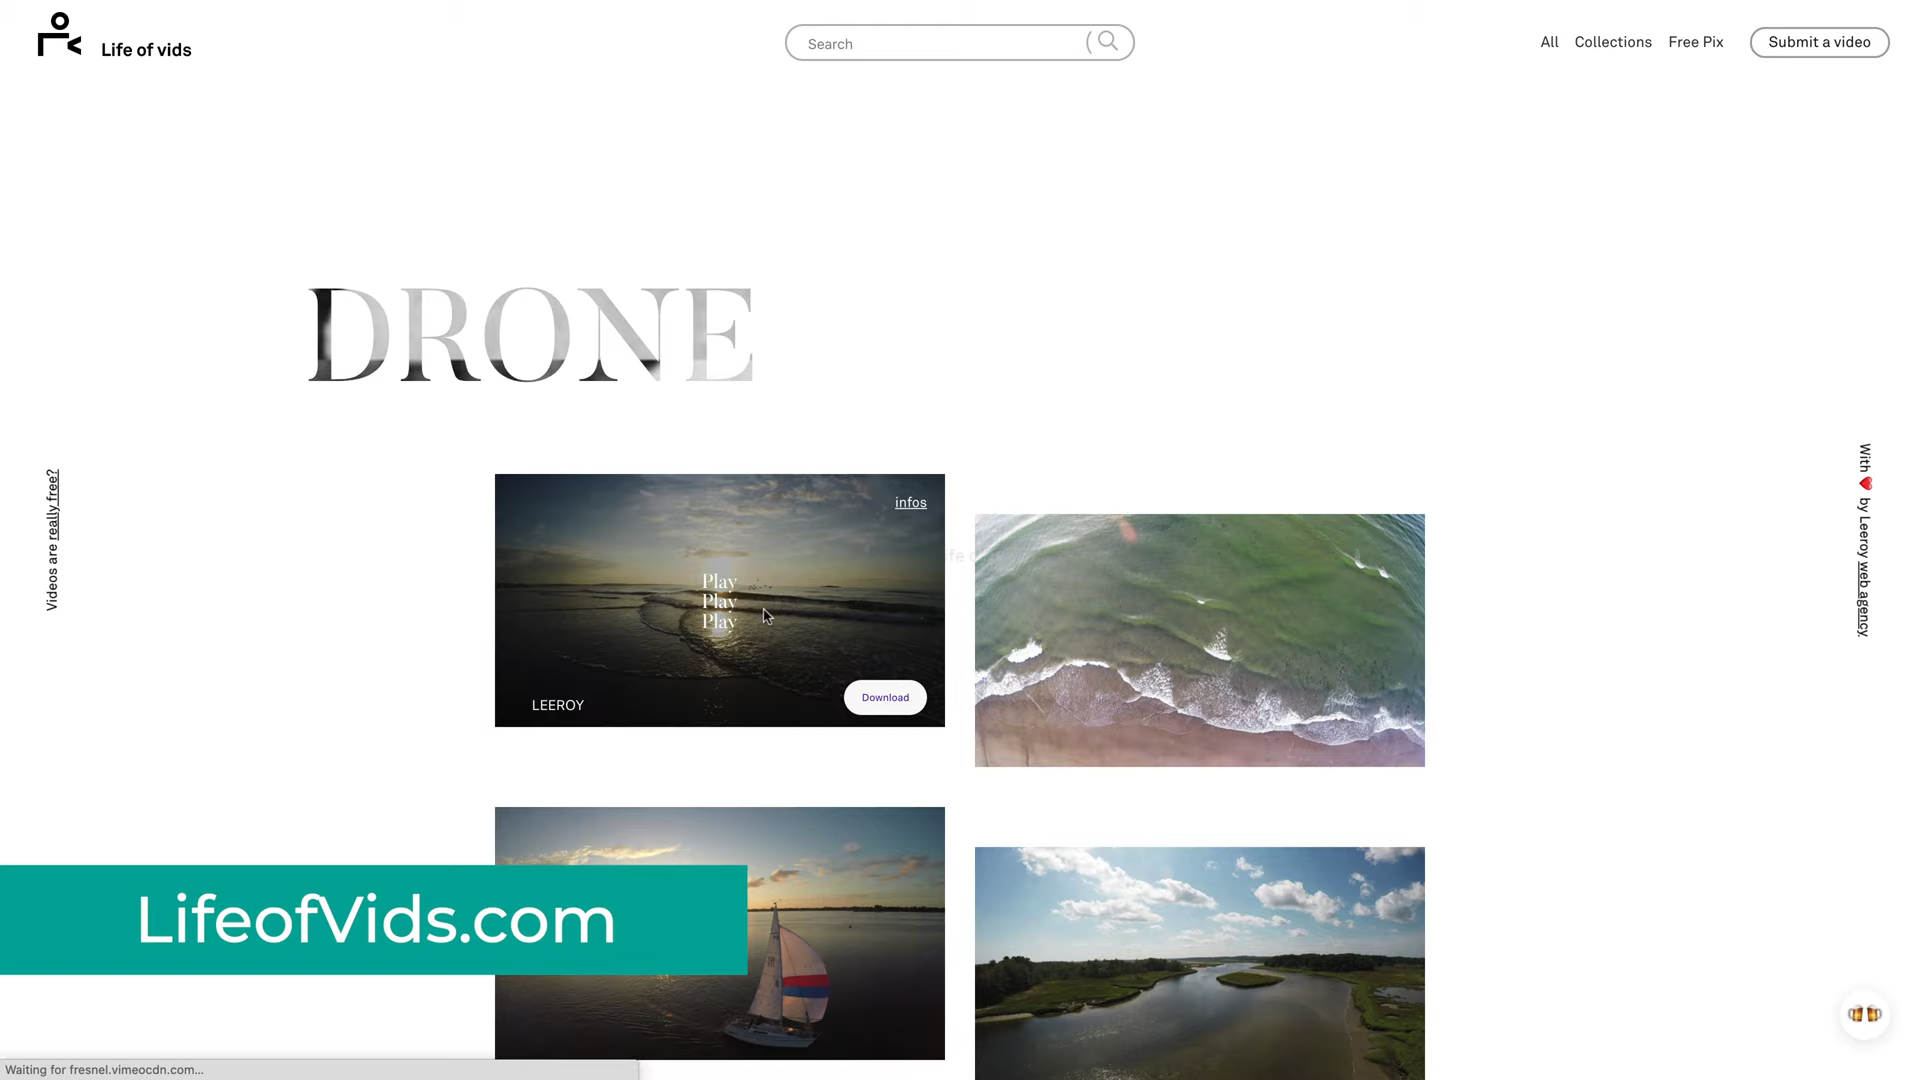 Life of vids
Search
All
Collections
Free Pix
Submit a video
DRONE
Videos are really free?
With ❤️ by Leeroy web agency.
infos
Play
Play
Play
LEEROY
Download
LifeofVids.com
Waiting for fresnel.vimeocdn.com...